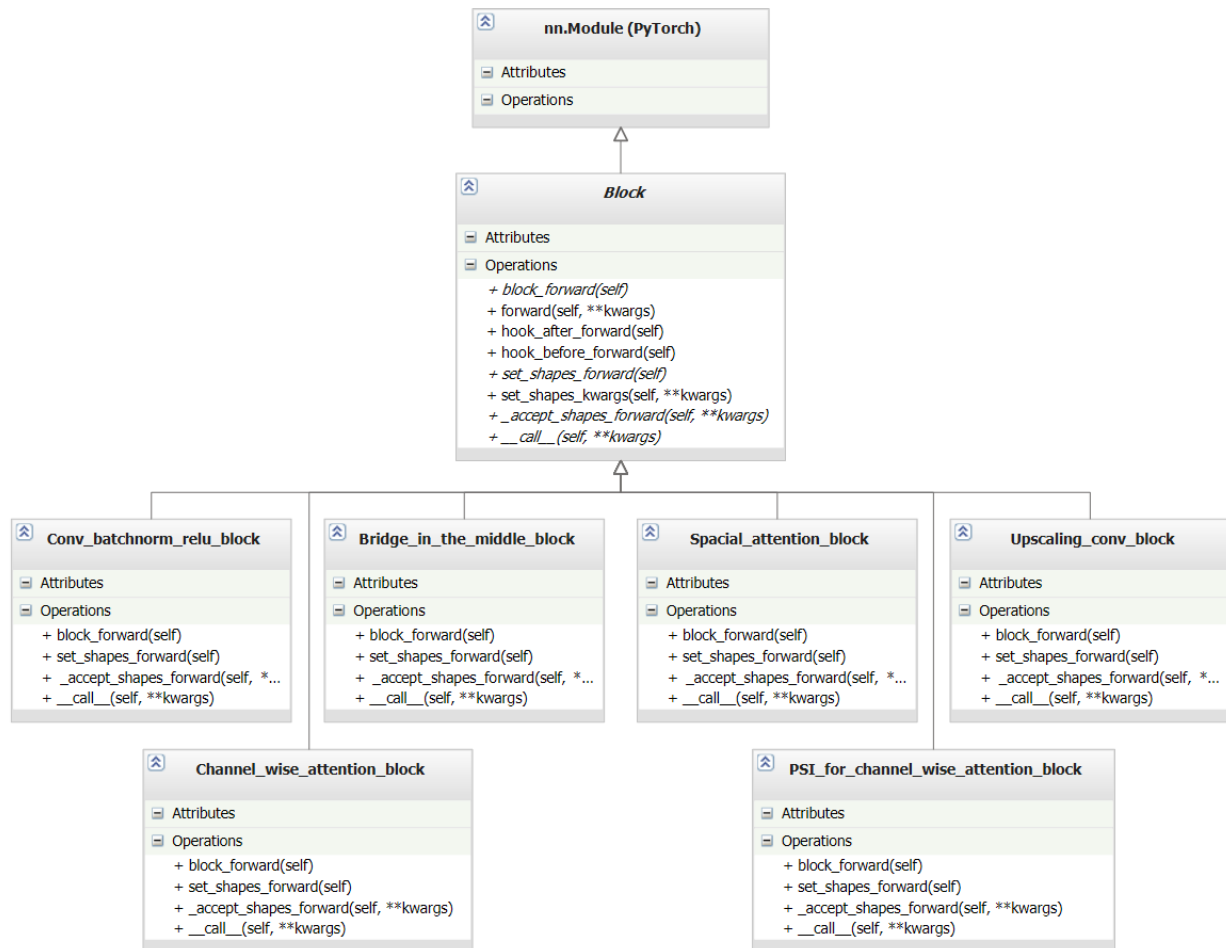 nn.Module (PyTorch)
Attributes
Operations
Block
Attributes
Operations
+ block_forward(self)
+ forward(self, **kwargs)
+ hook_after_forward(self)
+ hook_before_forward(self)
+ set_shapes_forward(self)
+ set_shapes_kwargs(self, **kwargs)
+ _accept_shapes_forward(self, **kwargs)
+ __call__(self, **kwargs)
Conv_batchnorm_relu_block
Attributes
Operations
+ block_forward(self)
+ set_shapes_forward(self)
+ _accept_shapes_forward(self, *...
+ __call__(self, **kwargs)
Bridge_in_the_middle_block
Attributes
Operations
+ block_forward(self)
+ set_shapes_forward(self)
+ _accept_shapes_forward(self, *...
+ __call__(self, **kwargs)
Spacial_attention_block
Attributes
Operations
+ block_forward(self)
+ set_shapes_forward(self)
+ _accept_shapes_forward(self, *...
+ __call__(self, **kwargs)
Upscaling_conv_block
Attributes
Operations
+ block_forward(self)
+ set_shapes_forward(self)
+ _accept_shapes_forward(self, *...
+ __call__(self, **kwargs)
Channel_wise_attention_block
Attributes
Operations
+ block_forward(self)
+ set_shapes_forward(self)
+ _accept_shapes_forward(self, **kwargs)
+ __call__(self, **kwargs)
PSI_for_channel_wise_attention_block
Attributes
Operations
+ block_forward(self)
+ set_shapes_forward(self)
+ _accept_shapes_forward(self, **kwargs)
+ __call__(self, **kwargs)